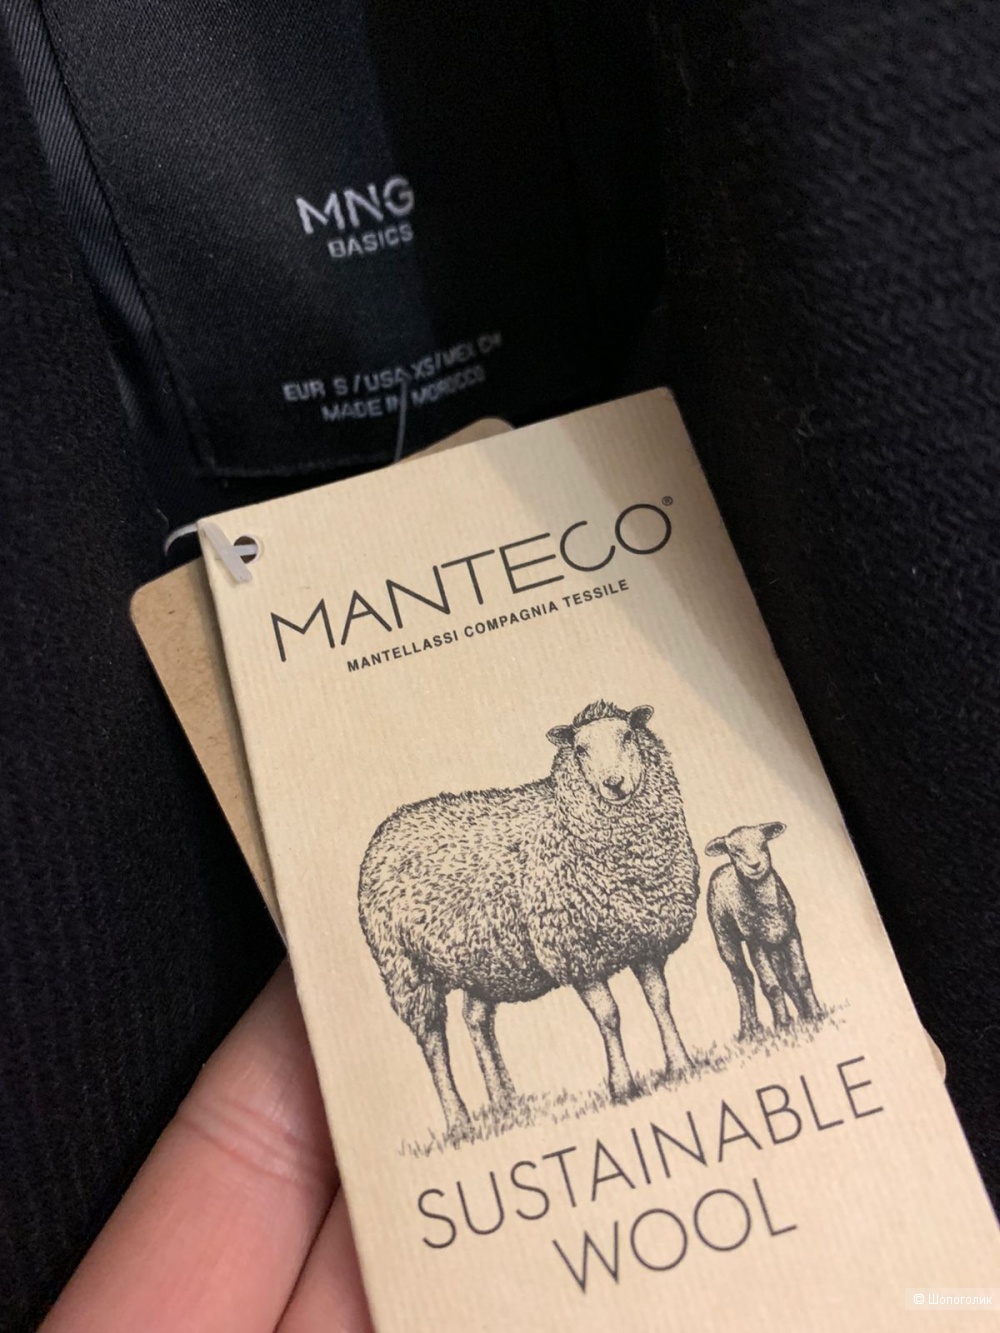 MNG
BASICS
EUR S / USA XS / MEX CH
MADE IN MOROCCO
MANTECO®
MANTELLASSI COMPAGNIA TESSILE
SUSTAINABLE
WOOL
© Шопоголик